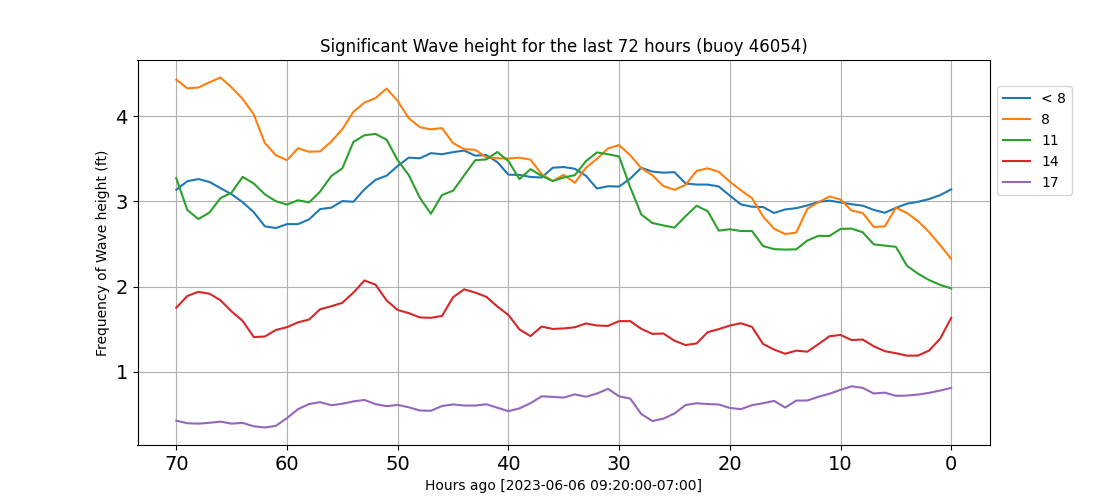 Significant Wave height for the last 72 hours (buoy 46054)
Frequency of Wave height (ft)
4
3
2
1
70 60 50 40 30 20 10 0
Hours ago [2023-06-06 09:20:00-07:00]
< 8
8
11
14
17